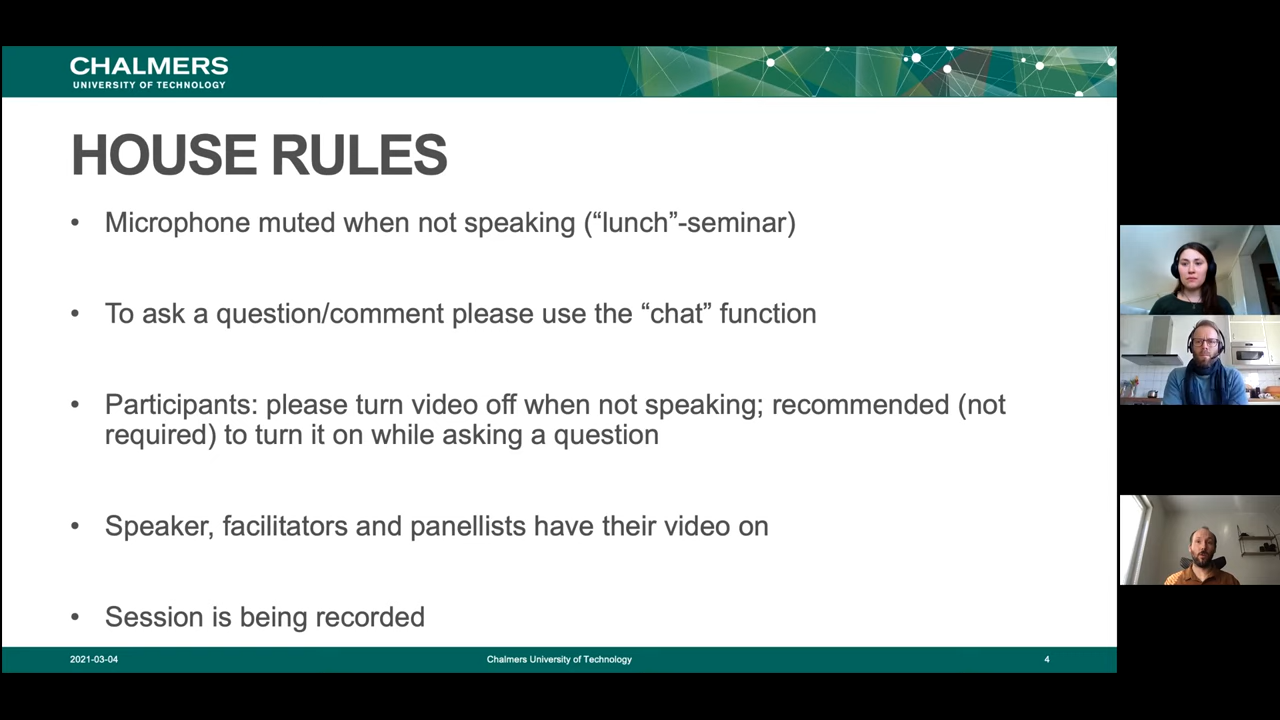 CHALMERS
UNIVERSITY OF TECHNOLOGY
HOUSE RULES
• Microphone muted when not speaking (“lunch”-seminar)
• To ask a question/comment please use the “chat” function
• Participants: please turn video off when not speaking; recommended (not
required) to turn it on while asking a question
• Speaker, facilitators and panellists have their video on
• Session is being recorded
2021-03-04
Chalmers University of Technology
4